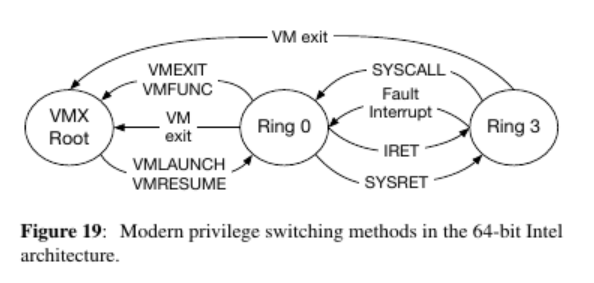 VM exit
VMEXIT
VMFUNC
SYSCALL
Fault
Interrupt
VMX
Root
VM
exit
Ring 0
Ring 3
IRET
VMLAUNCH
VMRESUME
SYSRET
Figure 19: Modern privilege switching methods in the 64-bit Intel
architecture.